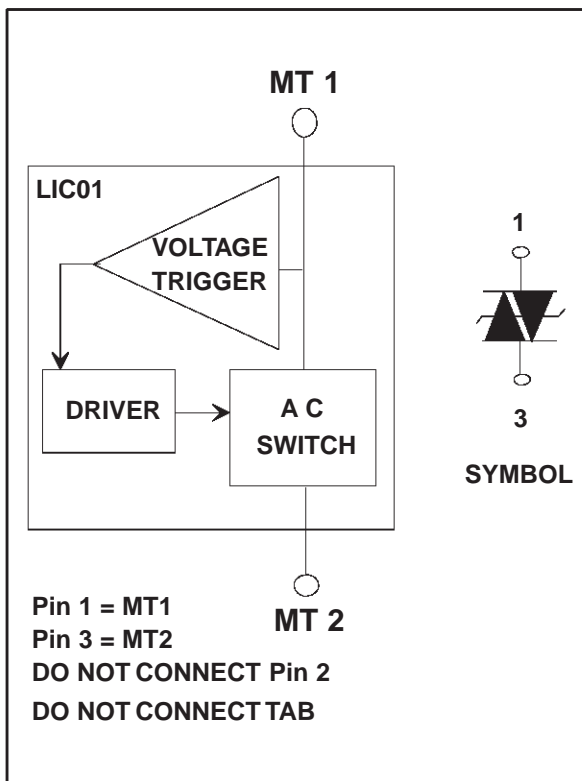 MT 1
LIC01
VOLTAGE
TRIGGER
DRIVER
A C
SWITCH
MT 2
1
3
SYMBOL
Pin 1 = MT1
Pin 3 = MT2
DO NOT CONNECT Pin 2
DO NOT CONNECT TAB